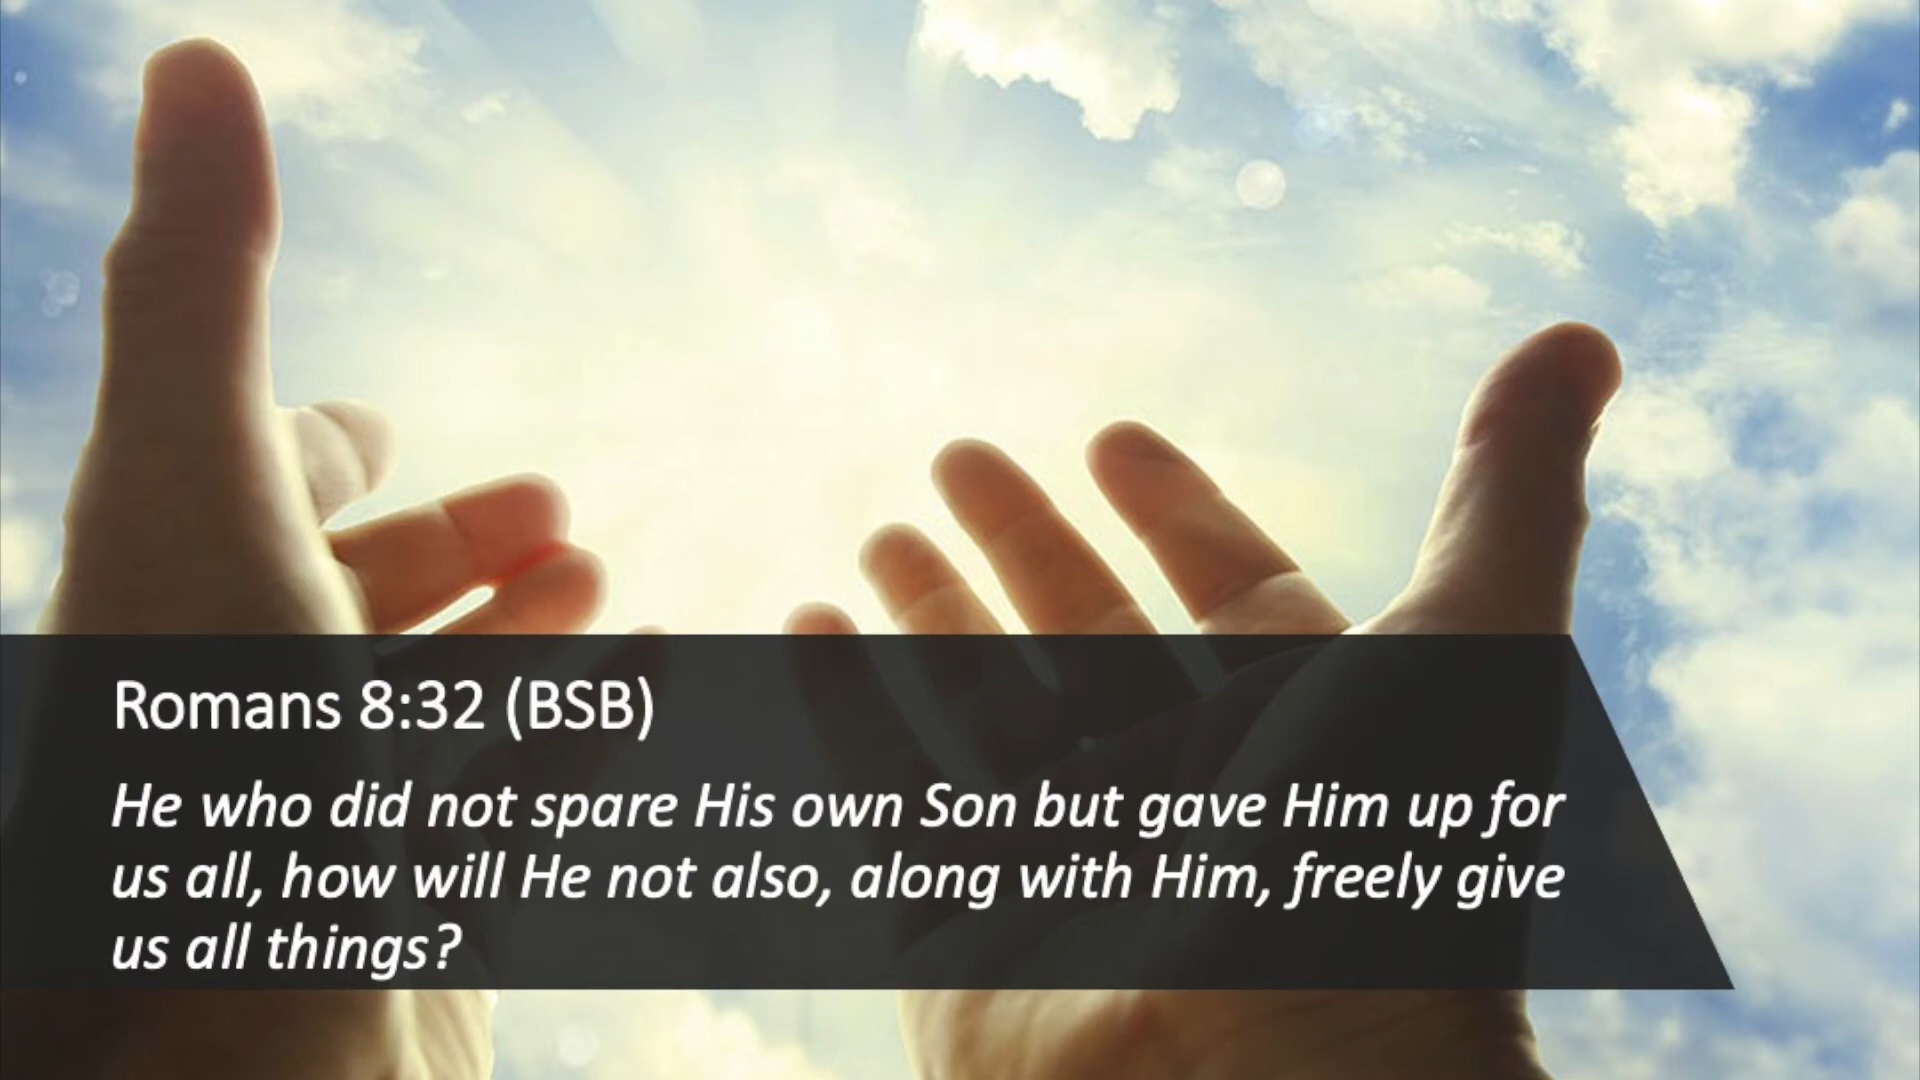 Romans 8:32 (BSB)
He who did not spare His own Son but gave Him up for
us all, how will He not also, along with Him, freely give
us all things?